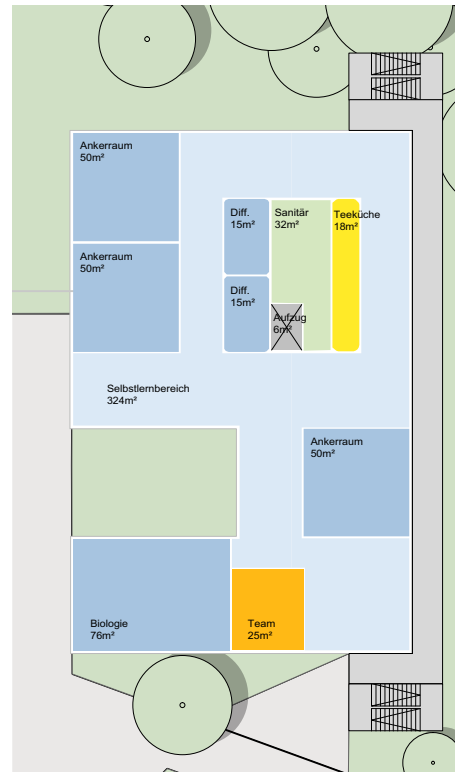 Ankerraum
50m²
Diff.
15m²
Sanitär
32m²
Teeküche
18m²
Ankerraum
50m²
Diff.
15m²
Aufzug
6m²
Selbstlernbereich
324m²
Ankerraum
50m²
Biologie
76m²
Team
25m²